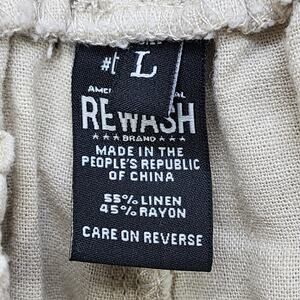 L
REWASH
★★★ BRAND ★★★
MADE IN THE
PEOPLE'S REPUBLIC
OF CHINA
55% LINEN
45% RAYON
CARE ON REVERSE